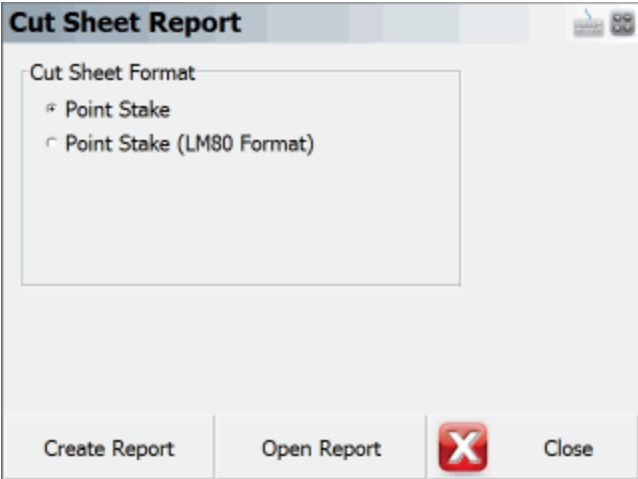 Cut Sheet Report
Cut Sheet Format
Point Stake
Point Stake (LM80 Format)
Create Report
Open Report
Close